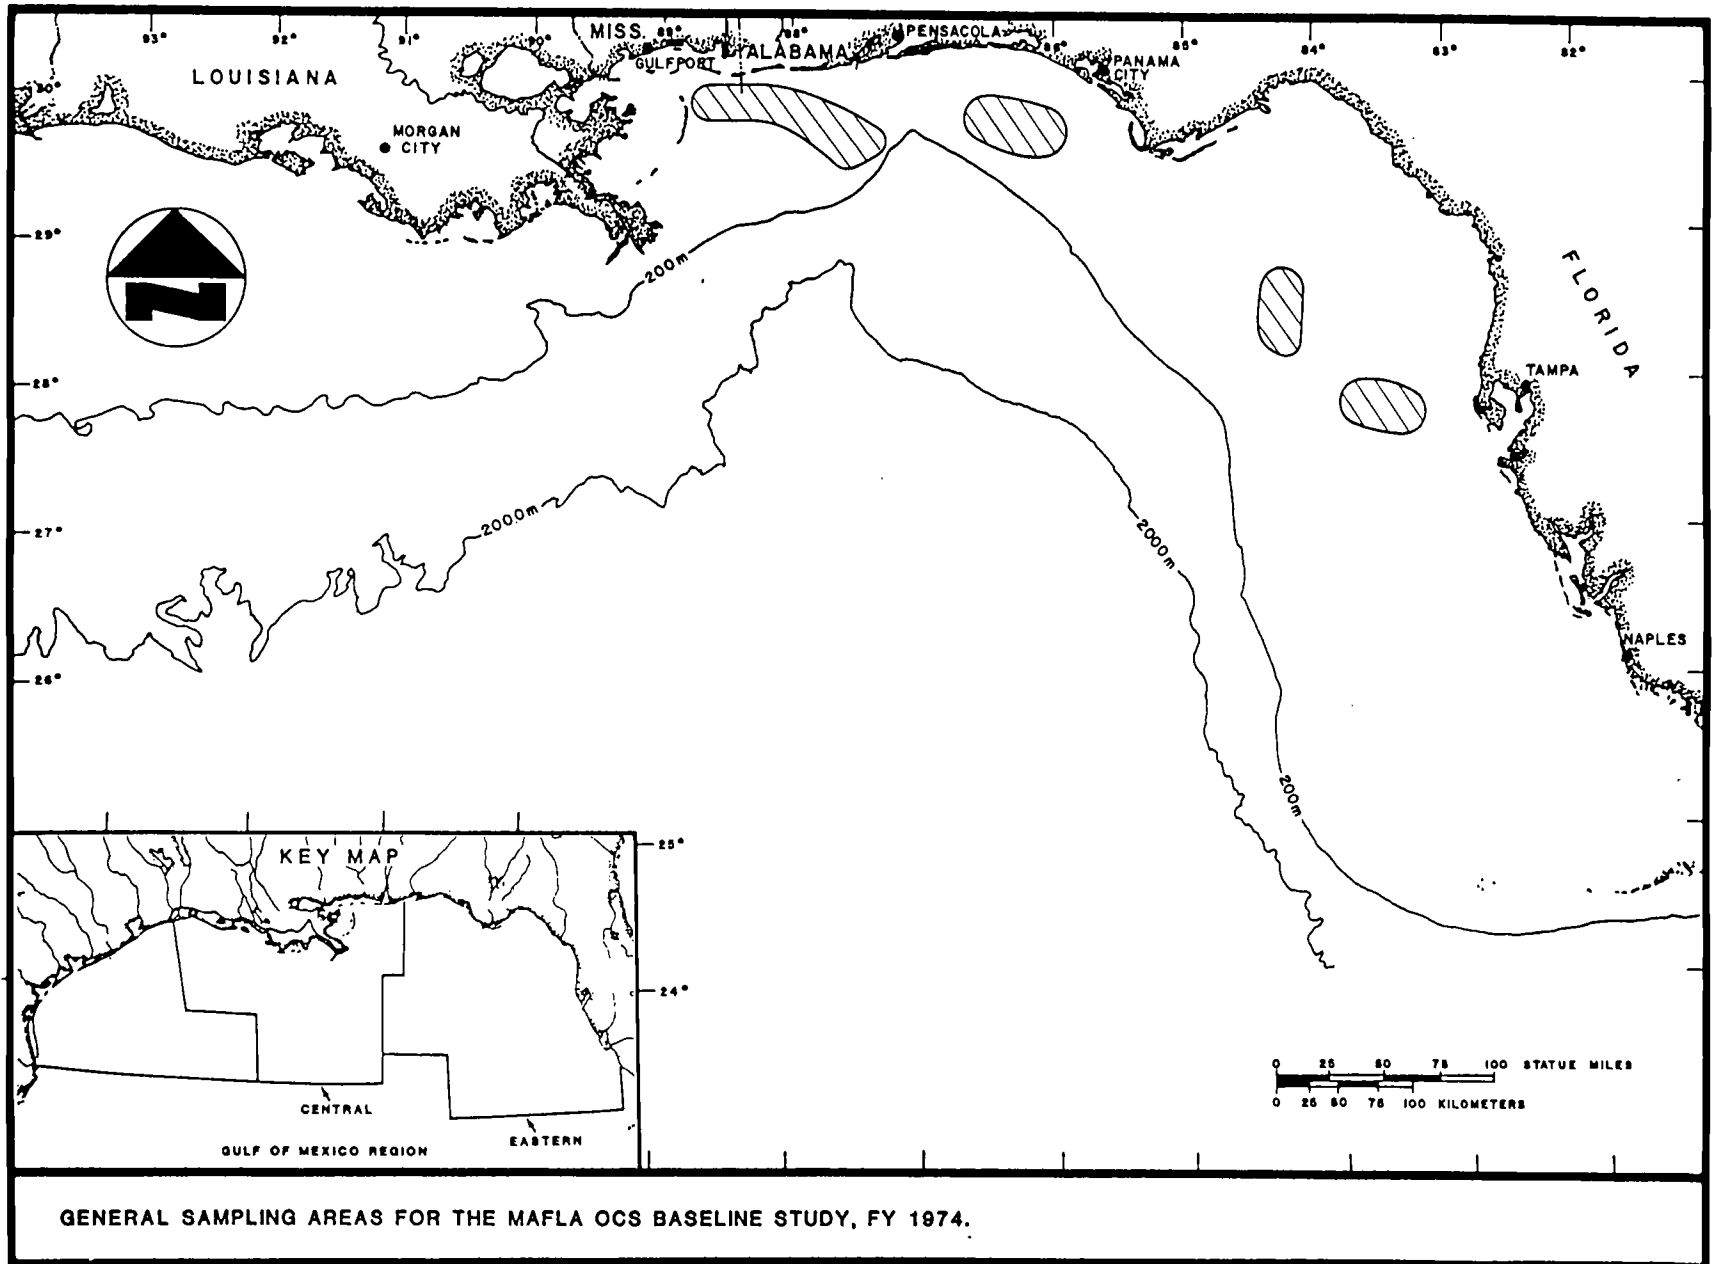 93° 92° 91° 90° 89° 88° 86° 85° 84° 83° 82°
MISS.
PENSACOLA
ALABAMA
GULFPORT
PANAMA
CITY
LOUISIANA
30°
MORGAN
CITY
29°
200m
FLORIDA
28°
TAMPA
2000m
27°
2000m
NAPLES
26°
200m
25°
KEY MAP
24°
CENTRAL
EASTERN
GULF OF MEXICO REGION
0 25 50 75 100 STATUE MILES
0 25 50 75 100 KILOMETERS
N
GENERAL SAMPLING AREAS FOR THE MAFLA OCS BASELINE STUDY, FY 1974.